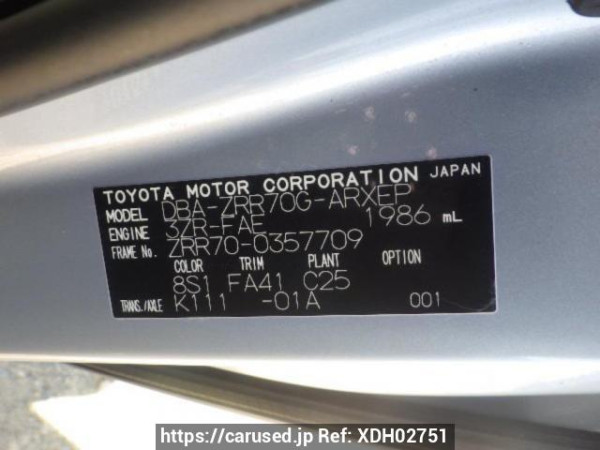 TOYOTA MOTOR CORPORATION JAPAN
MODEL DBA-ZRR70G-ARXEP
ENGINE 3ZR-FAE 1986 mL
FRAME No. ZRR70-0357709
COLOR TRIM PLANT OPTION
8S1 FA41 C25
TRANS./AXLE K111 -01A 001
https://carused.jp Ref: XDH02751